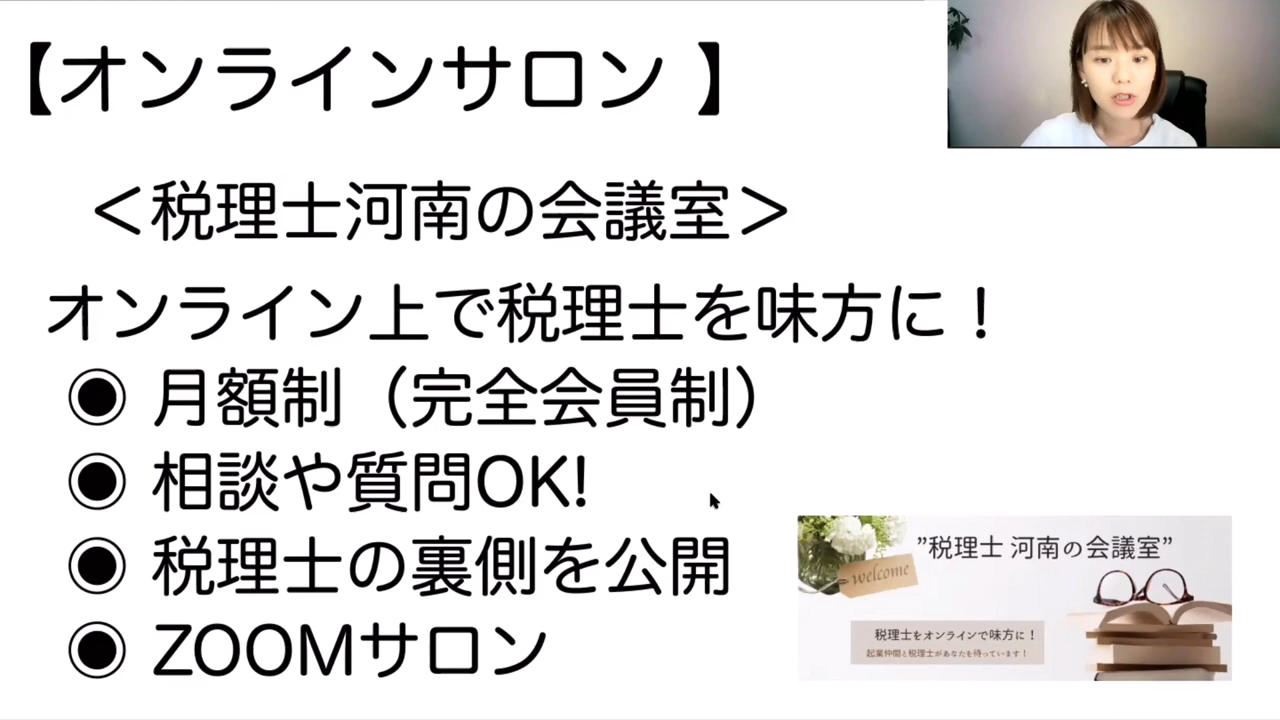 【オンラインサロン 】
＜税理士河南の会議室＞
オンライン上で税理士を味方に！
◉ 月額制（完全会員制）
◉ 相談や質問OK!
◉ 税理士の裏側を公開
◉ ZOOMサロン
”税理士 河南の会議室”
welcome
税理士をオンラインで味方に！
起業仲間と税理士があなたを待っています！